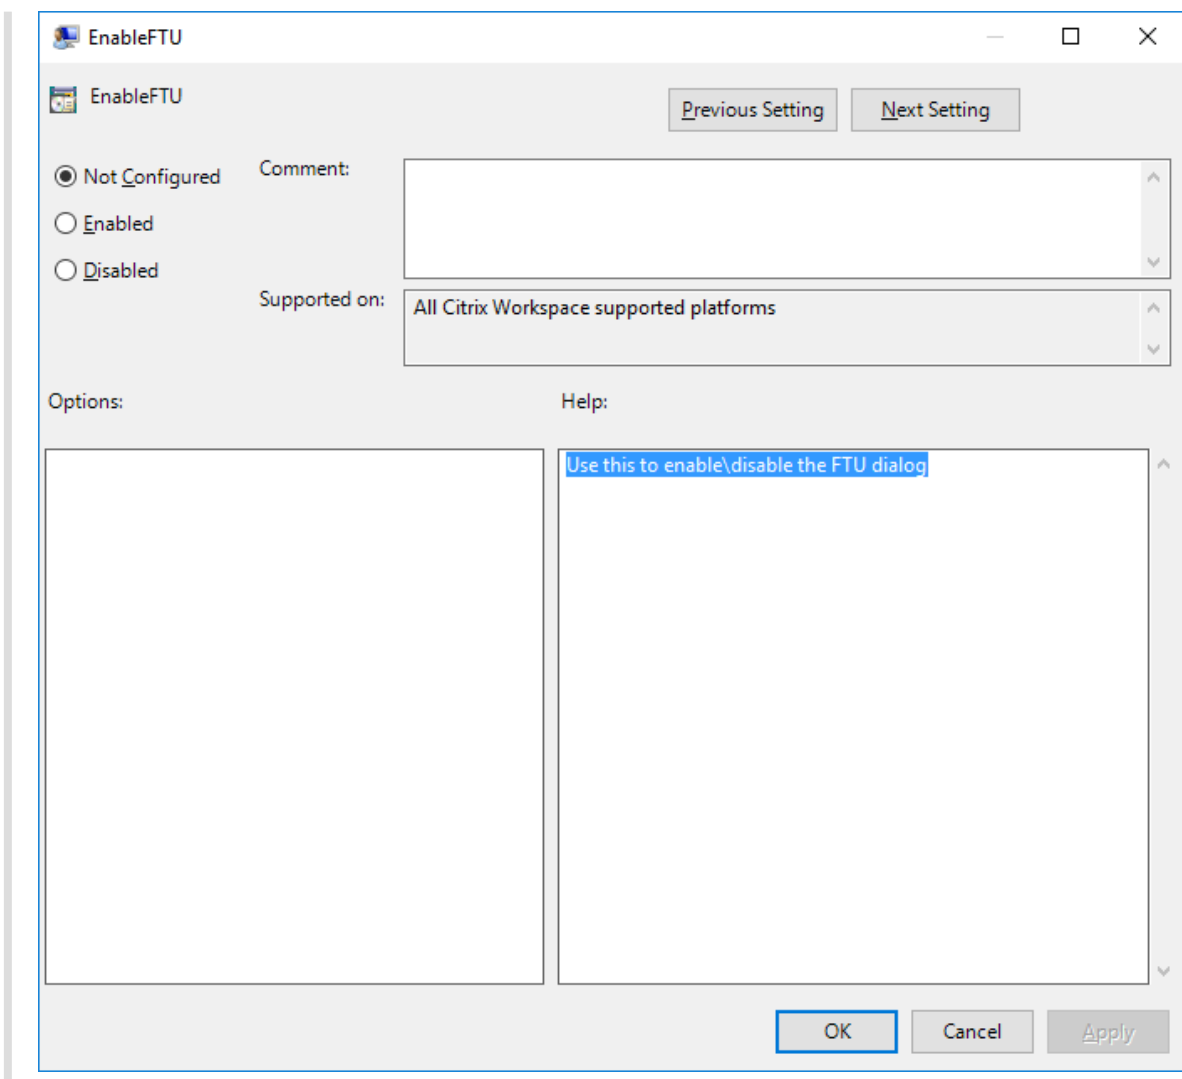 EnableFTU
EnableFTU
Previous Setting
Next Setting
Not Configured
Comment:
Enabled
Disabled
Supported on:
All Citrix Workspace supported platforms
Options:
Help:
Use this to enable\disable the FTU dialog
OK
Cancel
Apply